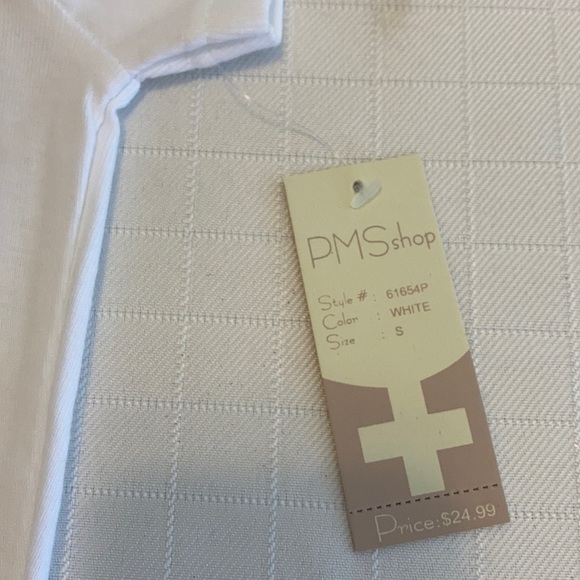 PMSshop
Style # : 61654P
Color : WHITE
Size : S
Price:$24.99